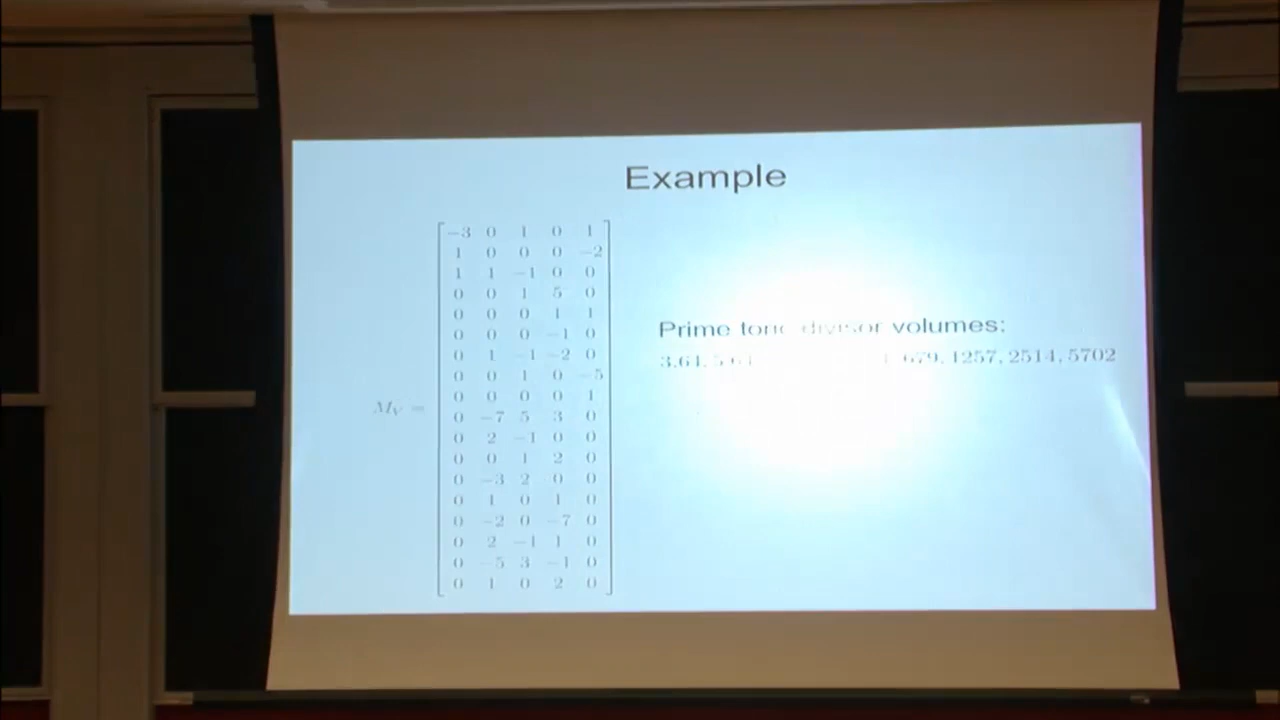 Example
−3 0 1 0 1
1 0 0 0 −2
1 1 −1 0 0
0 0 1 5 0
0 0 0 1 1
0 0 0 −1 0
0 1 −1 −2 0
0 0 1 0 −5
0 0 0 0 1
M_V =
0 −7 5 3 0
0 2 −1 0 0
0 0 1 2 0
0 −3 2 0 0
0 1 0 1 0
0 −2 0 −7 0
0 2 −1 1 0
0 −5 3 −1 0
0 1 0 2 0
Prime toric divisor volumes:
679, 1257, 2514, 5702